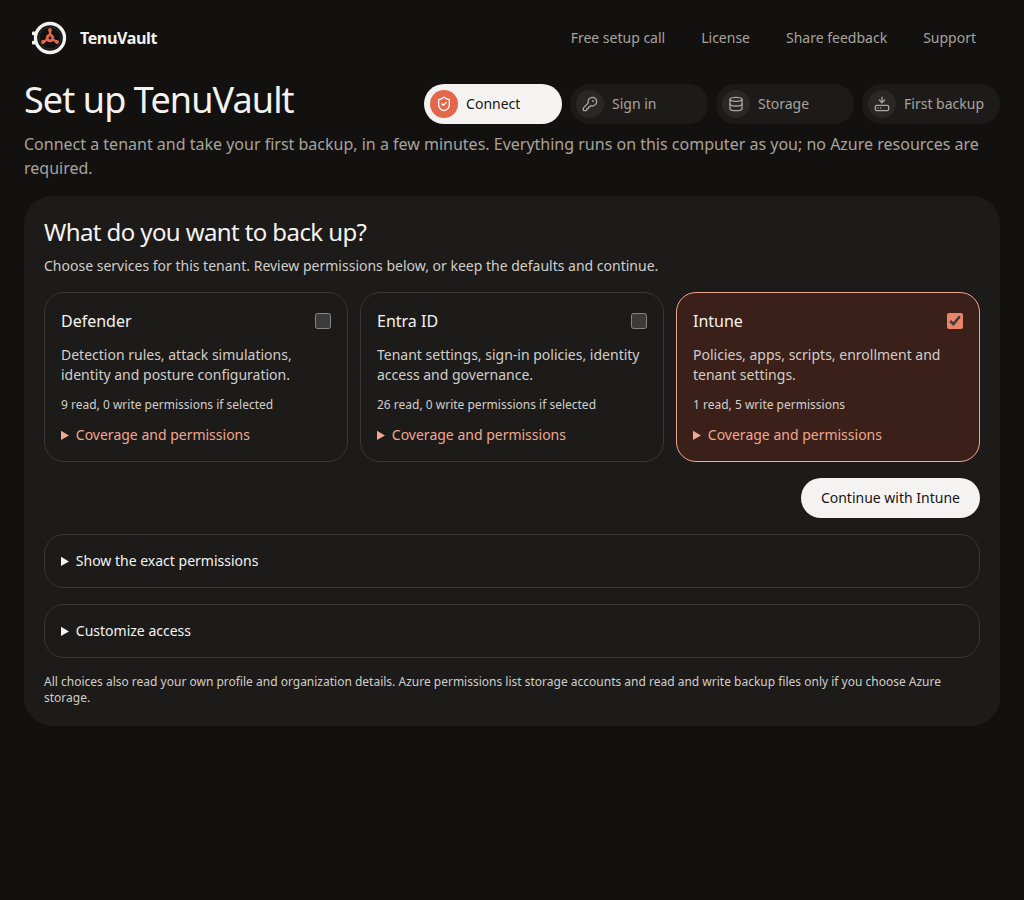 TenuVault
Free setup call
License
Share feedback
Support
Set up TenuVault
Connect
Sign in
Storage
First backup
Connect a tenant and take your first backup, in a few minutes. Everything runs on this computer as you; no Azure resources are
required.
What do you want to back up?
Choose services for this tenant. Review permissions below, or keep the defaults and continue.
Defender
Detection rules, attack simulations,
identity and posture configuration.
9 read, 0 write permissions if selected
Coverage and permissions
Entra ID
Tenant settings, sign-in policies, identity
access and governance.
26 read, 0 write permissions if selected
Coverage and permissions
Intune
Policies, apps, scripts, enrollment and
tenant settings.
1 read, 5 write permissions
Coverage and permissions
Continue with Intune
Show the exact permissions
Customize access
All choices also read your own profile and organization details. Azure permissions list storage accounts and read and write backup files only if you choose Azure
storage.